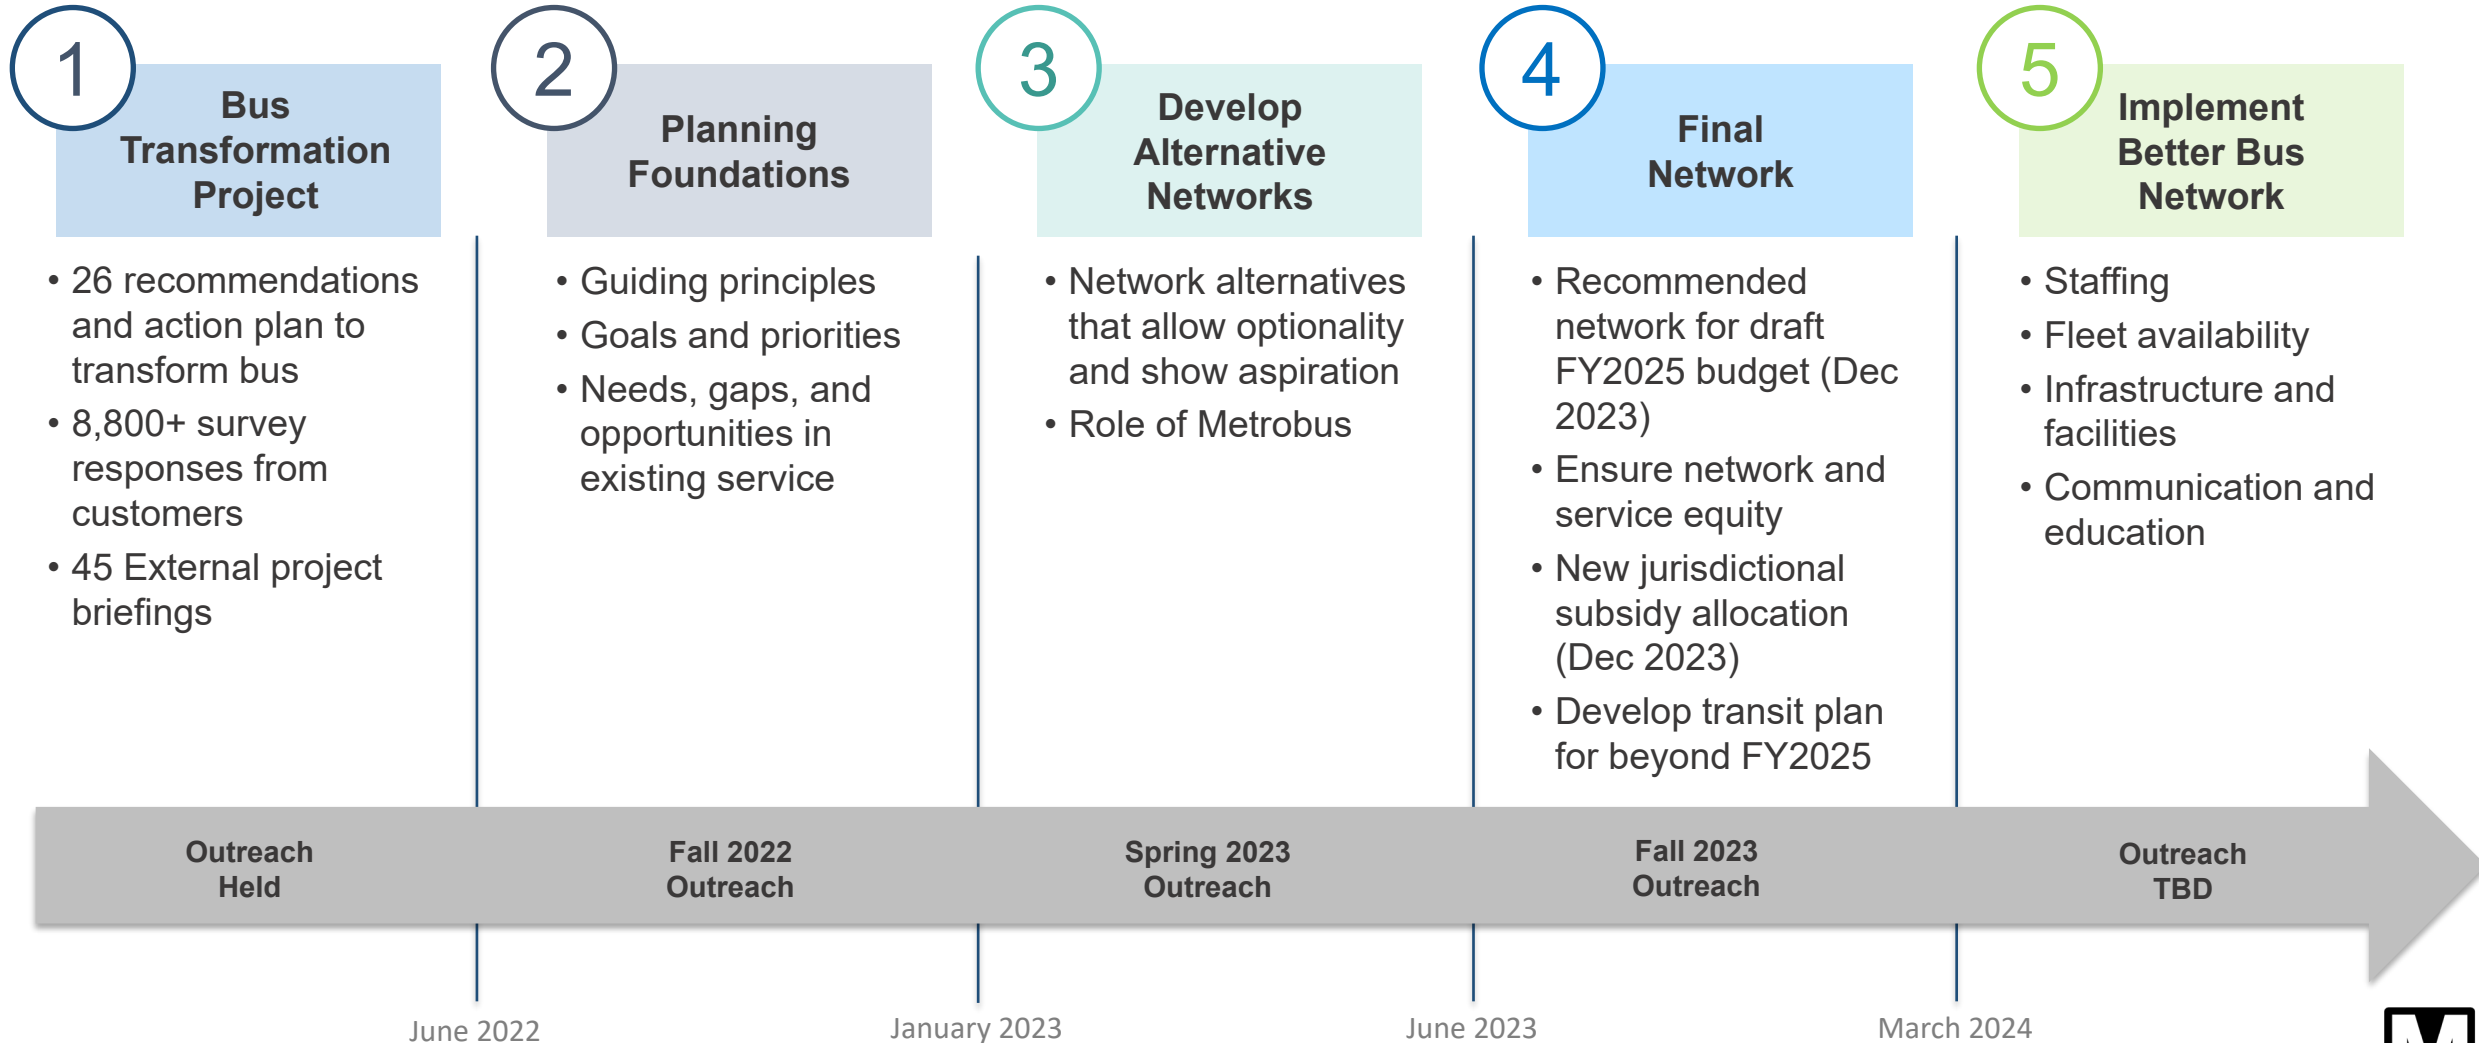 1
Bus
Transformation
Project
• 26 recommendations
and action plan to
transform bus
• 8,800+ survey
responses from
customers
• 45 External project
briefings
2
Planning
Foundations
• Guiding principles
• Goals and priorities
• Needs, gaps, and
opportunities in
existing service
3
Develop
Alternative
Networks
• Network alternatives
that allow optionality
and show aspiration
• Role of Metrobus
4
Final
Network
• Recommended
network for draft
FY2025 budget (Dec
2023)
• Ensure network and
service equity
• New jurisdictional
subsidy allocation
(Dec 2023)
• Develop transit plan
for beyond FY2025
5
Implement
Better Bus
Network
• Staffing
• Fleet availability
• Infrastructure and
facilities
• Communication and
education
Outreach
Held
Fall 2022
Outreach
Spring 2023
Outreach
Fall 2023
Outreach
Outreach
TBD
June 2022
January 2023
June 2023
March 2024
M